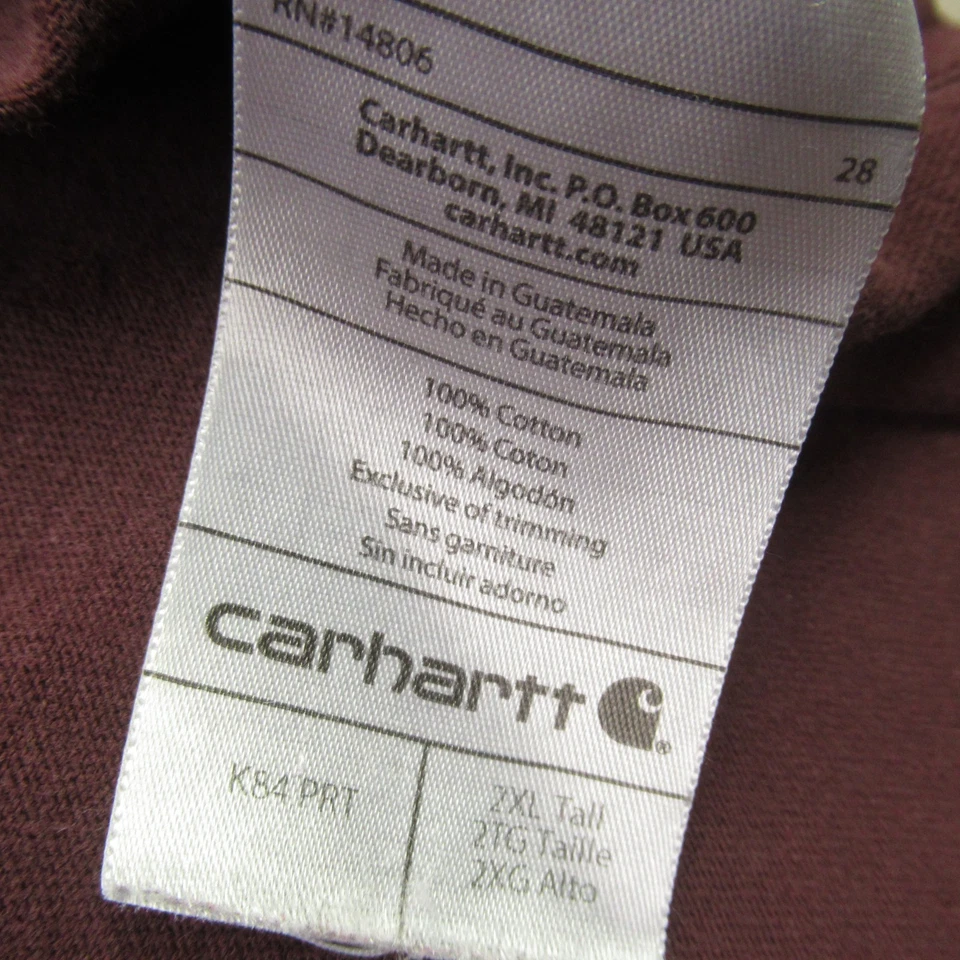 RN#14806
28
Carhartt, Inc. P.O. Box 600
Dearborn, MI 48121 USA
carhartt.com
Made in Guatemala
Fabriqué au Guatemala
Hecho en Guatemala
100% Cotton
100% Coton
100% Algodón
Exclusive of trimming
Sans garniture
Sin incluir adorno
carhartt
K84 PRT
2XL Tall
2TG Taille
2XG Alto